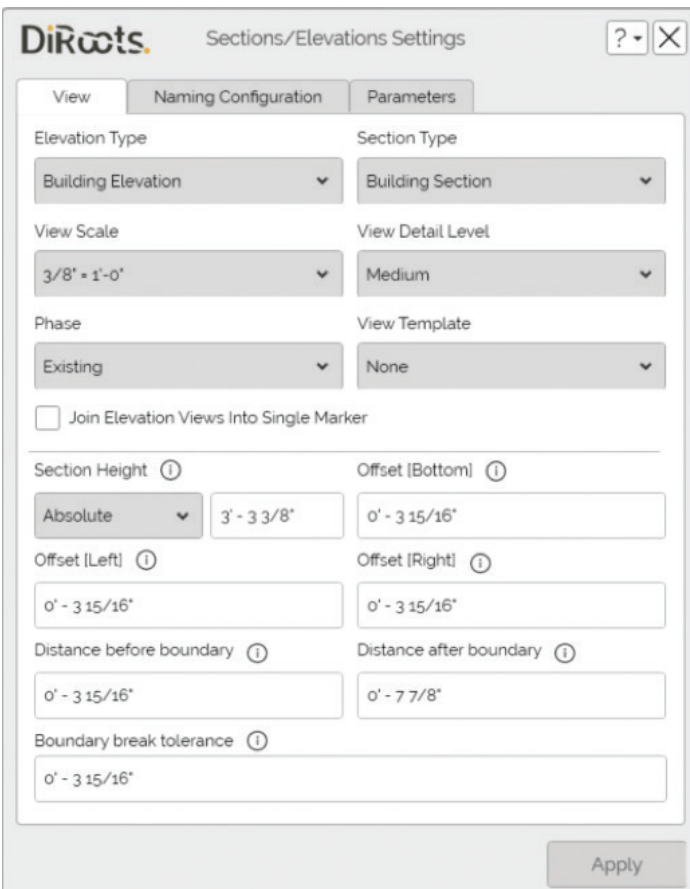 DiRoots. Sections/Elevations Settings ?
View Naming Configuration Parameters
Elevation Type Section Type
Building Elevation Building Section
View Scale View Detail Level
3/8" = 1'-0" Medium
Phase View Template
Existing None
Join Elevation Views Into Single Marker
Section Height Offset [Bottom]
Absolute 3' - 3 3/8" 0' - 3 15/16"
Offset [Left] Offset [Right]
0' - 3 15/16" 0' - 3 15/16"
Distance before boundary Distance after boundary
0' - 3 15/16" 0' - 7 7/8"
Boundary break tolerance
0' - 3 15/16"
Apply